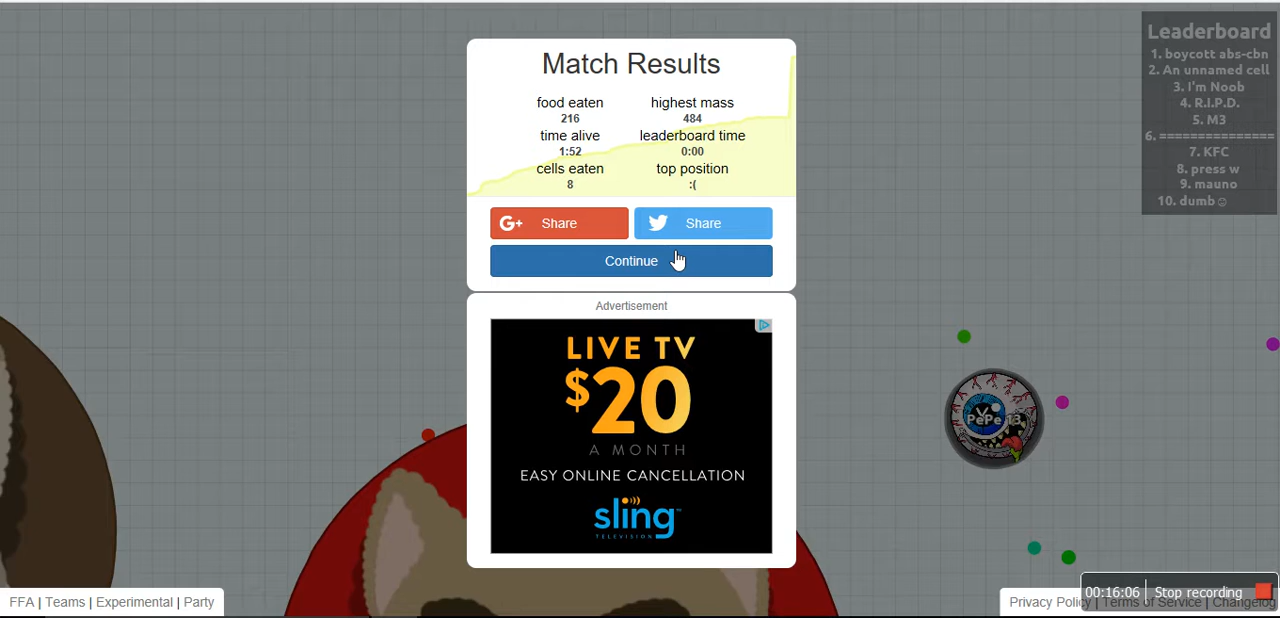 Match Results
food eaten
216
highest mass
484
time alive
1:52
leaderboard time
0:00
cells eaten
8
top position
:(
G+ Share
Share
Continue
Advertisement
LIVE TV
$20
A MONTH
EASY ONLINE CANCELLATION
sling
TELEVISION
Leaderboard
1. boycott abs-cbn
2. An unnamed cell
3. I'm Noob
4. R.I.P.D.
5. M3
6. ===============
7. KFC
8. press w
9. mauno
10. dumb☺
PePe 13
FFA | Teams | Experimental | Party
Privacy Policy | Terms of Service | Changelog
00:16:06 Stop recording